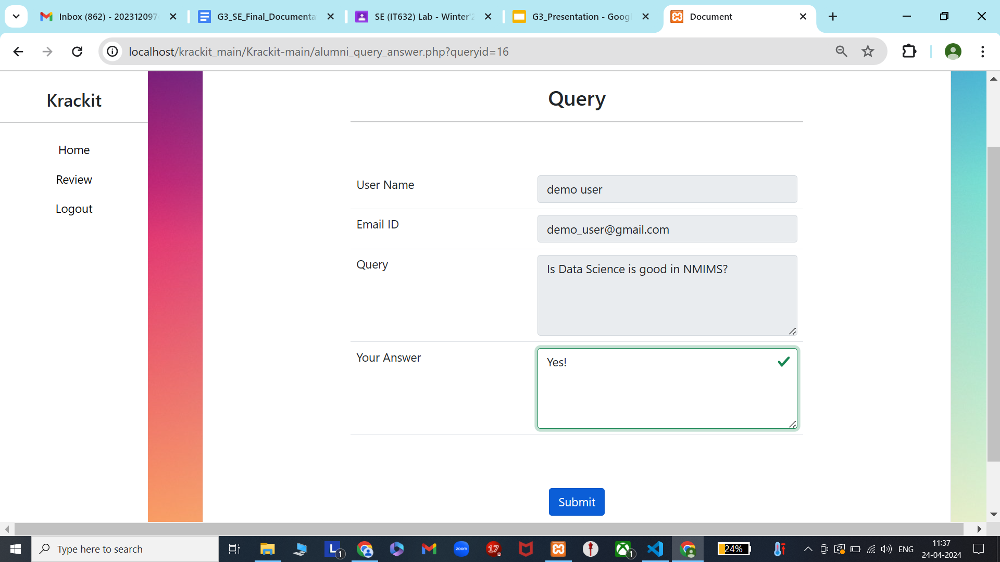 Inbox (862) - 202312097
G3_SE_Final_Documenta
SE (IT632) Lab - Winter'2
G3_Presentation - Googl
Document
localhost/krackit_main/Krackit-main/alumni_query_answer.php?queryid=16
Krackit
Home
Review
Logout
Query
User Name
demo user
Email ID
demo_user@gmail.com
Query
Is Data Science is good in NMIMS?
Your Answer
Yes!
Submit
Type here to search
L
1
zoom
17
1
24%
ENG
11:37
24-04-2024